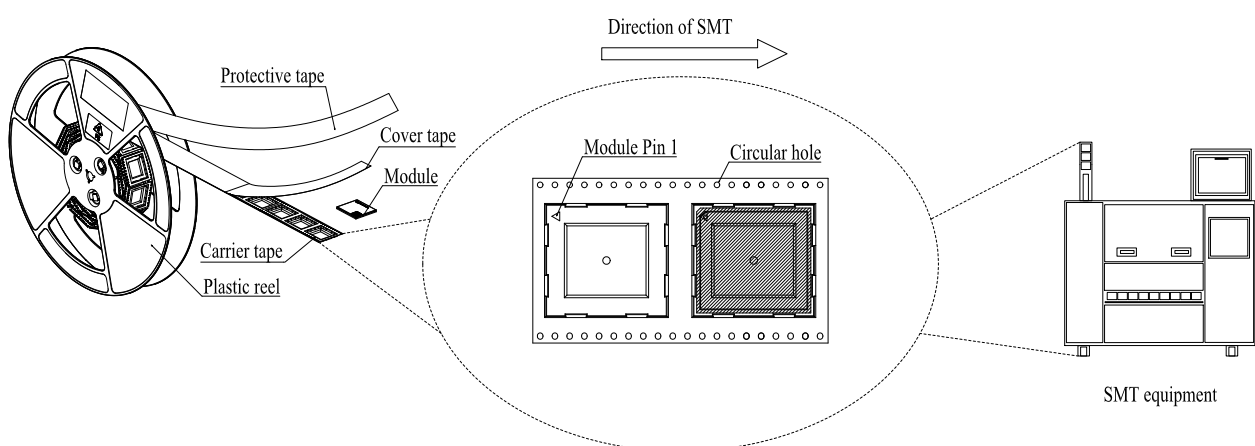 Direction of SMT
Protective tape
Cover tape
Module
Carrier tape
Plastic reel
Module Pin 1
Circular hole
SMT equipment